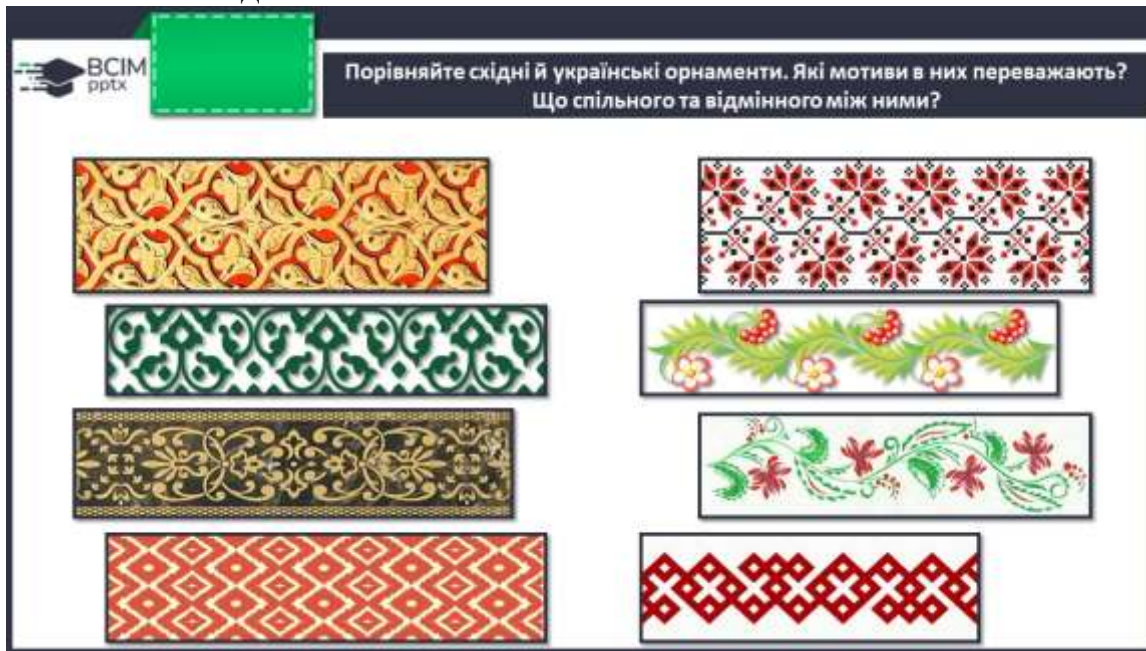 ВСІМ
pptx
Порівняйте східні й українські орнаменти. Які мотиви в них переважають?
Що спільного та відмінного між ними?